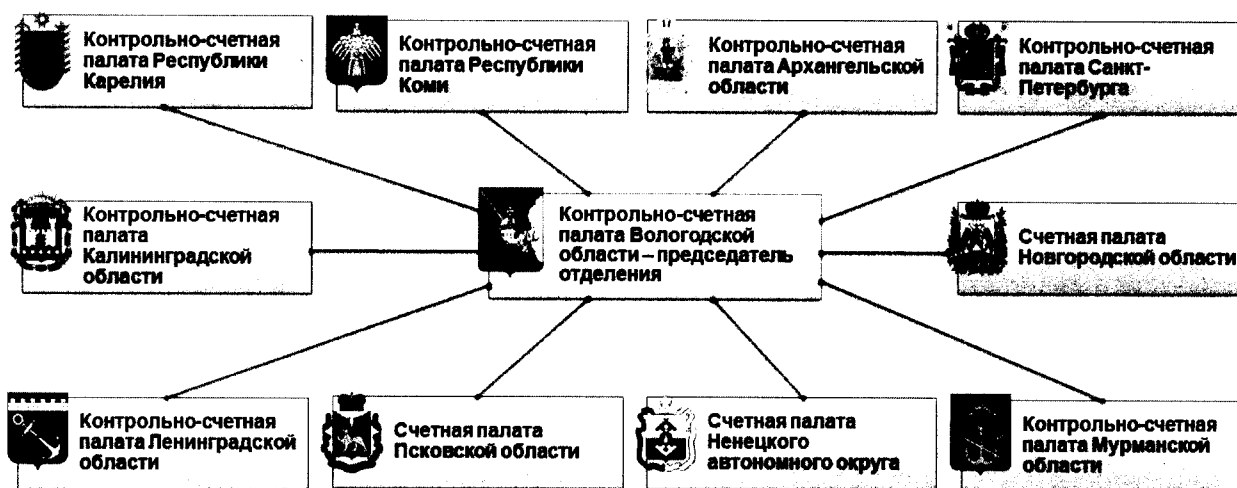 Контрольно-счетная
палата Республики
Карелия
Контрольно-счетная
палата Республики
Коми
Контрольно-счетная
палата Архангельской
области
Контрольно-счетная
палата Санкт-
Петербурга
Контрольно-счетная
палата
Калининградской
области
Контрольно-счетная
палата Вологодской
области – председатель
отделения
Счетная палата
Новгородской области
Контрольно-счетная
палата Ленинградской
области
Счетная палата
Псковской области
Счетная палата
Ненецкого
автономного округа
Контрольно-счетная
палата Мурманской
области